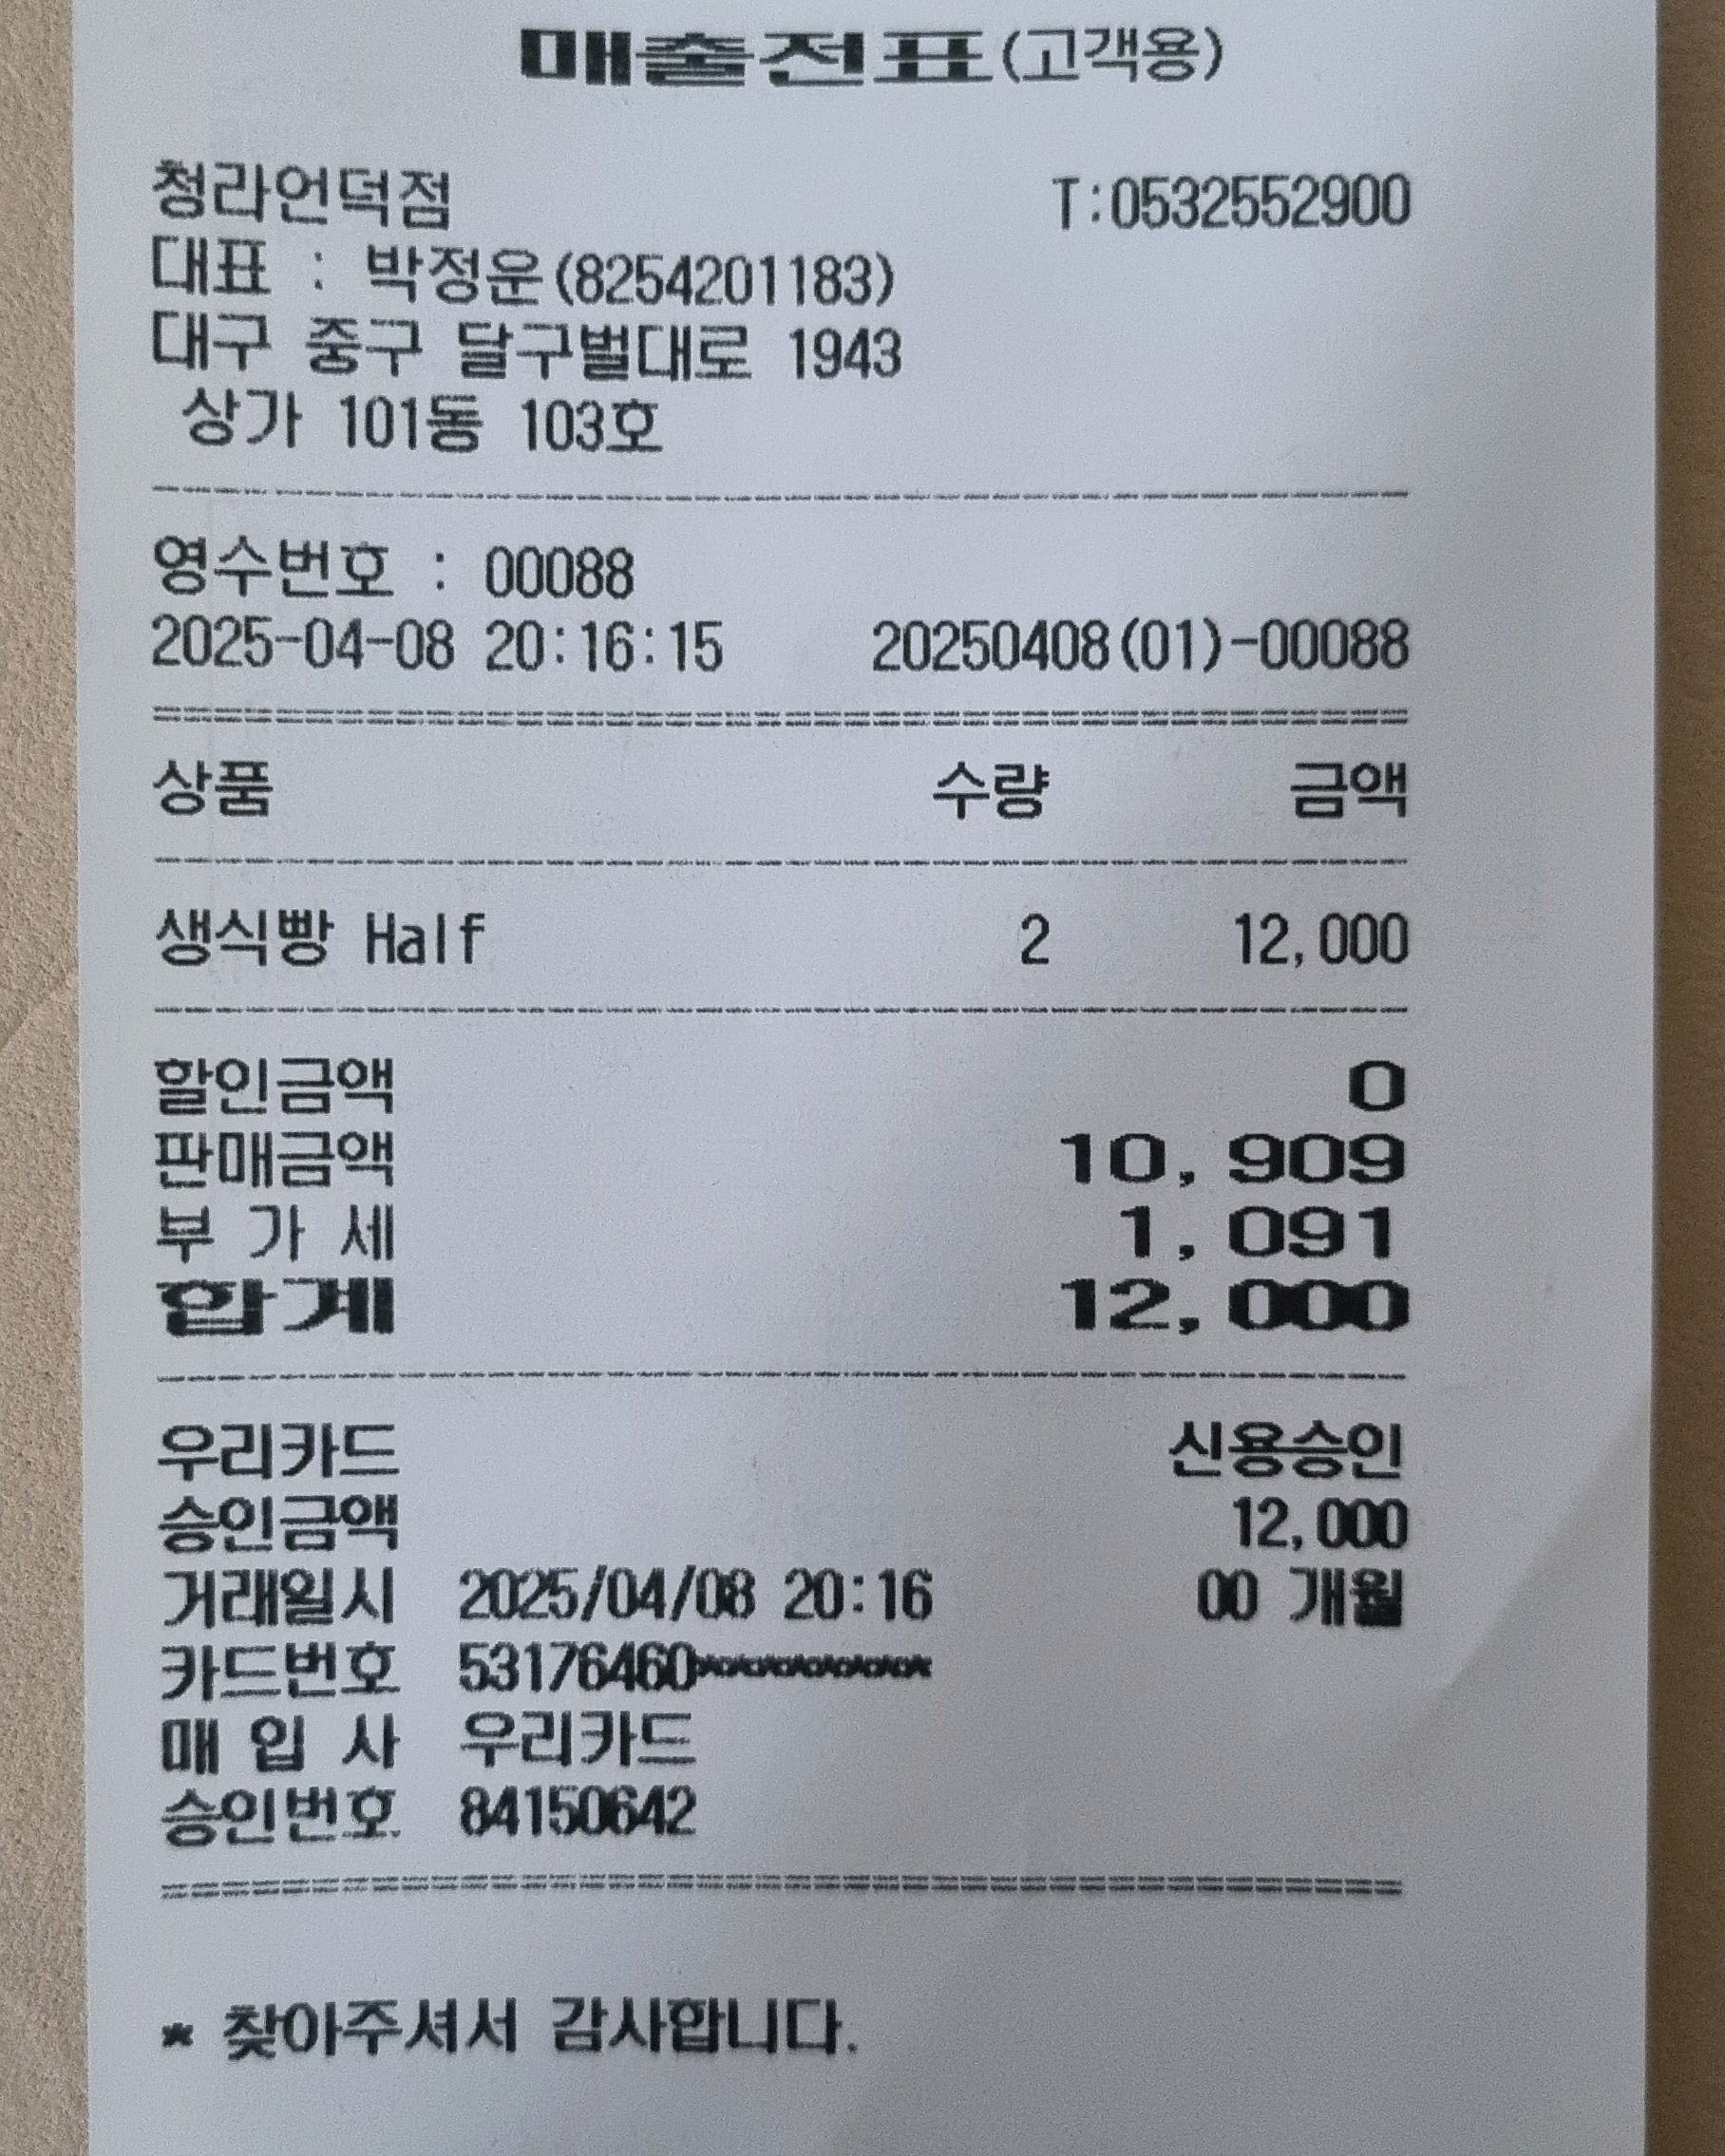 매출전표(고객용)
청라언덕점 T:0532552900
대표 : 박정운(8254201183)
대구 중구 달구벌대로 1943
상가 101동 103호
영수번호 : 00088
2025-04-08 20:16:15 20250408(01)-00088
상품 수량 금액
생식빵 Half 2 12,000
할인금액 0
판매금액 10,909
부 가 세 1,091
합계 12,000
우리카드 신용승인
승인금액 12,000
거래일시 2025/04/08 20:16 00 개월
카드번호 53176460********
매 입 사 우리카드
승인번호 84150642
* 찾아주셔서 감사합니다.